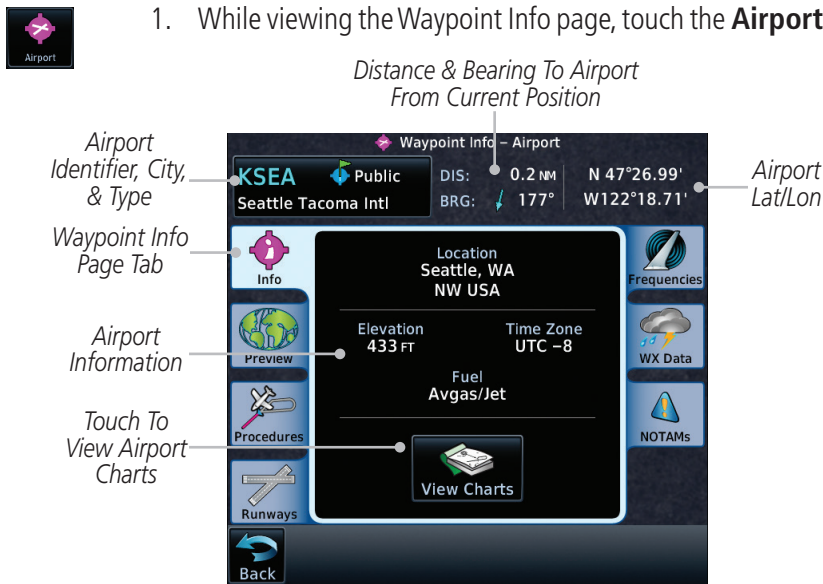 Airport
1. While viewing the Waypoint Info page, touch the Airport
Distance & Bearing To Airport
From Current Position
Airport
Identifier, City,
& Type
Waypoint Info
Page Tab
Airport
Information
Touch To
View Airport
Charts
Airport
Lat/Lon
Waypoint Info – Airport
KSEA Public
Seattle Tacoma Intl
DIS: 0.2 NM
BRG: 177°
N 47°26.99'
W122°18.71'
Info
Preview
Procedures
Runways
Location
Seattle, WA
NW USA
Elevation
433 FT
Time Zone
UTC –8
Fuel
Avgas/Jet
View Charts
Frequencies
WX Data
NOTAMs
Back